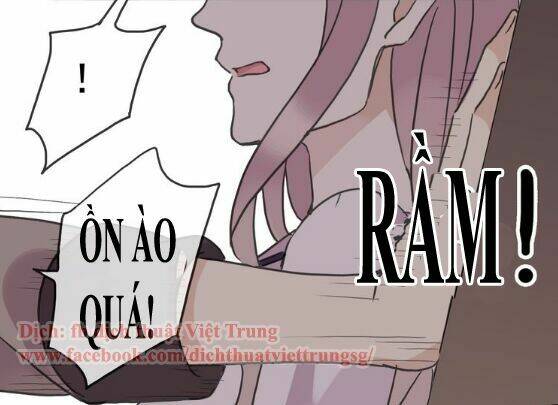 !
ỒN ÀO
QUÁ!
RẦM!
Dịch: fb dịch thuật Việt Trung
www.facebook.com/dichthuatviettrungsg/